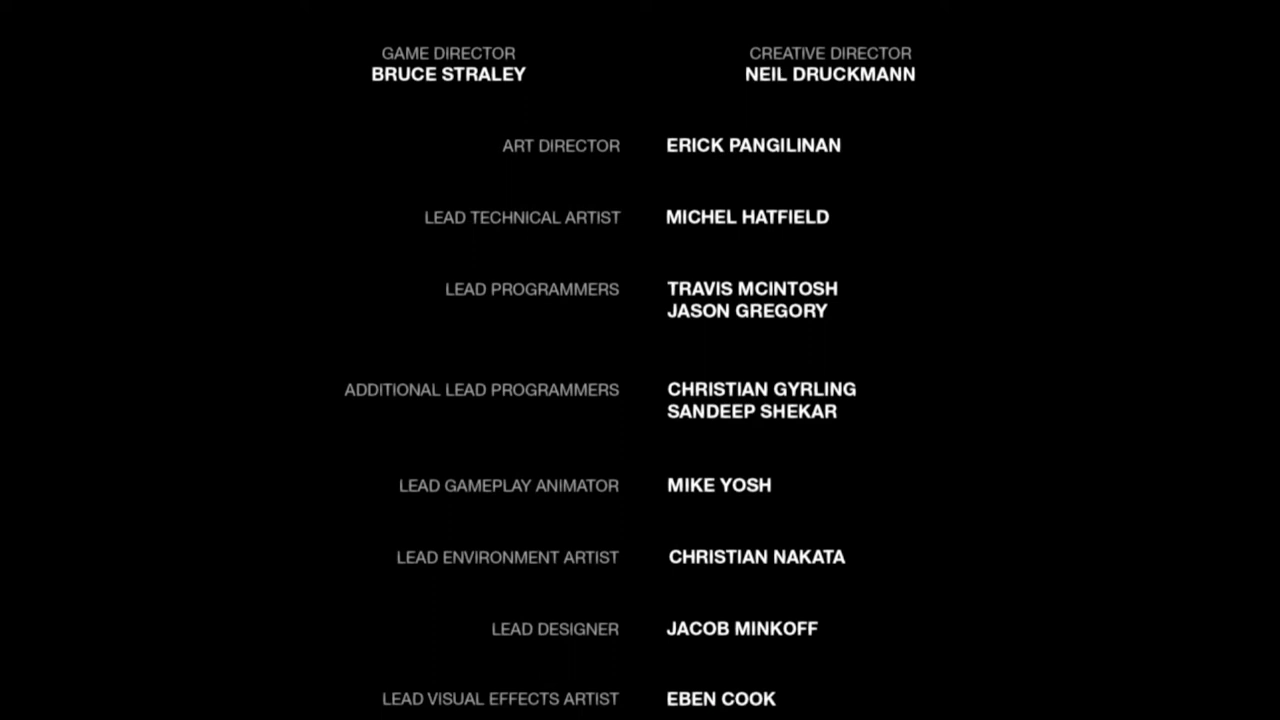 GAME DIRECTOR
BRUCE STRALEY
CREATIVE DIRECTOR
NEIL DRUCKMANN
ART DIRECTOR ERICK PANGILINAN
LEAD TECHNICAL ARTIST MICHEL HATFIELD
LEAD PROGRAMMERS TRAVIS MCINTOSH
JASON GREGORY
ADDITIONAL LEAD PROGRAMMERS CHRISTIAN GYRLING
SANDEEP SHEKAR
LEAD GAMEPLAY ANIMATOR MIKE YOSH
LEAD ENVIRONMENT ARTIST CHRISTIAN NAKATA
LEAD DESIGNER JACOB MINKOFF
LEAD VISUAL EFFECTS ARTIST EBEN COOK